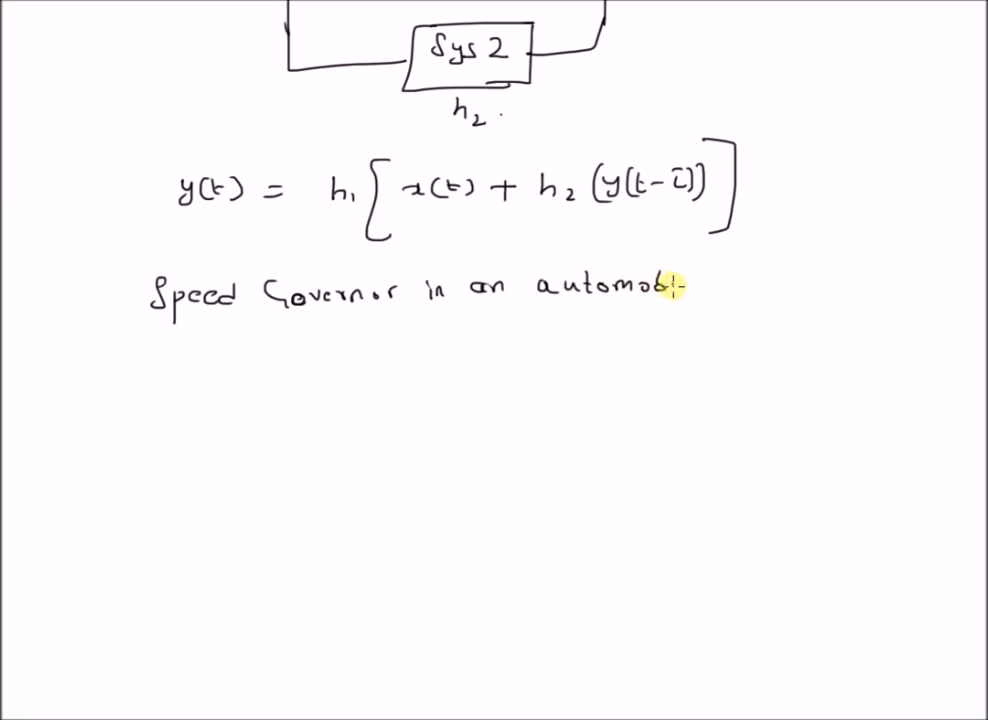 Sys 2
h₂ .
y(t) = h₁ [ x(t) + h₂ (y(t-τ)) ]
Speed Governor in an automob